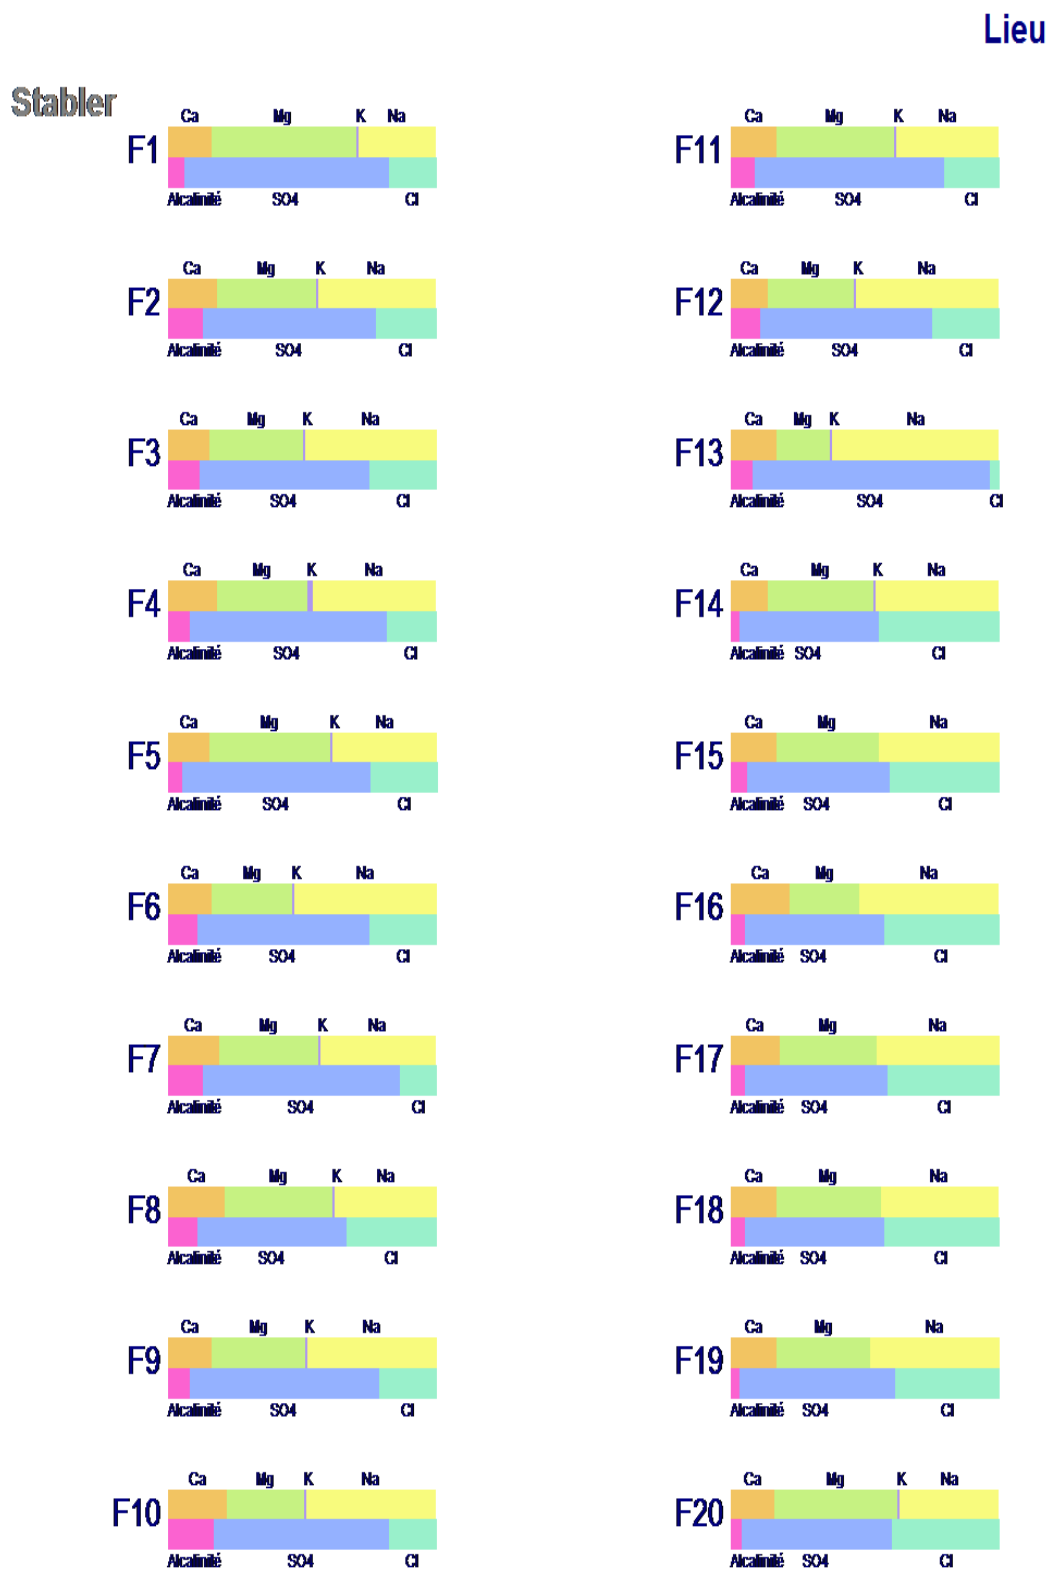 Lieu
Stabler
Ca Mg K Na
F1
Alcalinité SO4 Cl
Ca Mg K Na
F11
Alcalinité SO4 Cl
Ca Mg K Na
F2
Alcalinité SO4 Cl
Ca Mg K Na
F12
Alcalinité SO4 Cl
Ca Mg K Na
F3
Alcalinité SO4 Cl
Ca Mg K Na
F13
Alcalinité SO4 Cl
Ca Mg K Na
F4
Alcalinité SO4 Cl
Ca Mg K Na
F14
Alcalinité SO4 Cl
Ca Mg K Na
F5
Alcalinité SO4 Cl
Ca Mg Na
F15
Alcalinité SO4 Cl
Ca Mg K Na
F6
Alcalinité SO4 Cl
Ca Mg Na
F16
Alcalinité SO4 Cl
Ca Mg K Na
F7
Alcalinité SO4 Cl
Ca Mg Na
F17
Alcalinité SO4 Cl
Ca Mg K Na
F8
Alcalinité SO4 Cl
Ca Mg Na
F18
Alcalinité SO4 Cl
Ca Mg K Na
F9
Alcalinité SO4 Cl
Ca Mg Na
F19
Alcalinité SO4 Cl
Ca Mg K Na
F10
Alcalinité SO4 Cl
Ca Mg K Na
F20
Alcalinité SO4 Cl